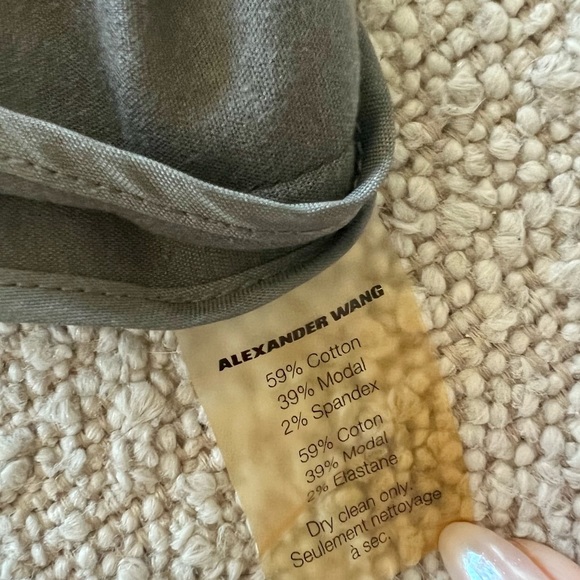 ALEXANDER WANG
59% Cotton
39% Modal
2% Spandex
59% Coton
39% Modal
2% Elastane
Dry clean only.
Seulement nettoyage
à sec.